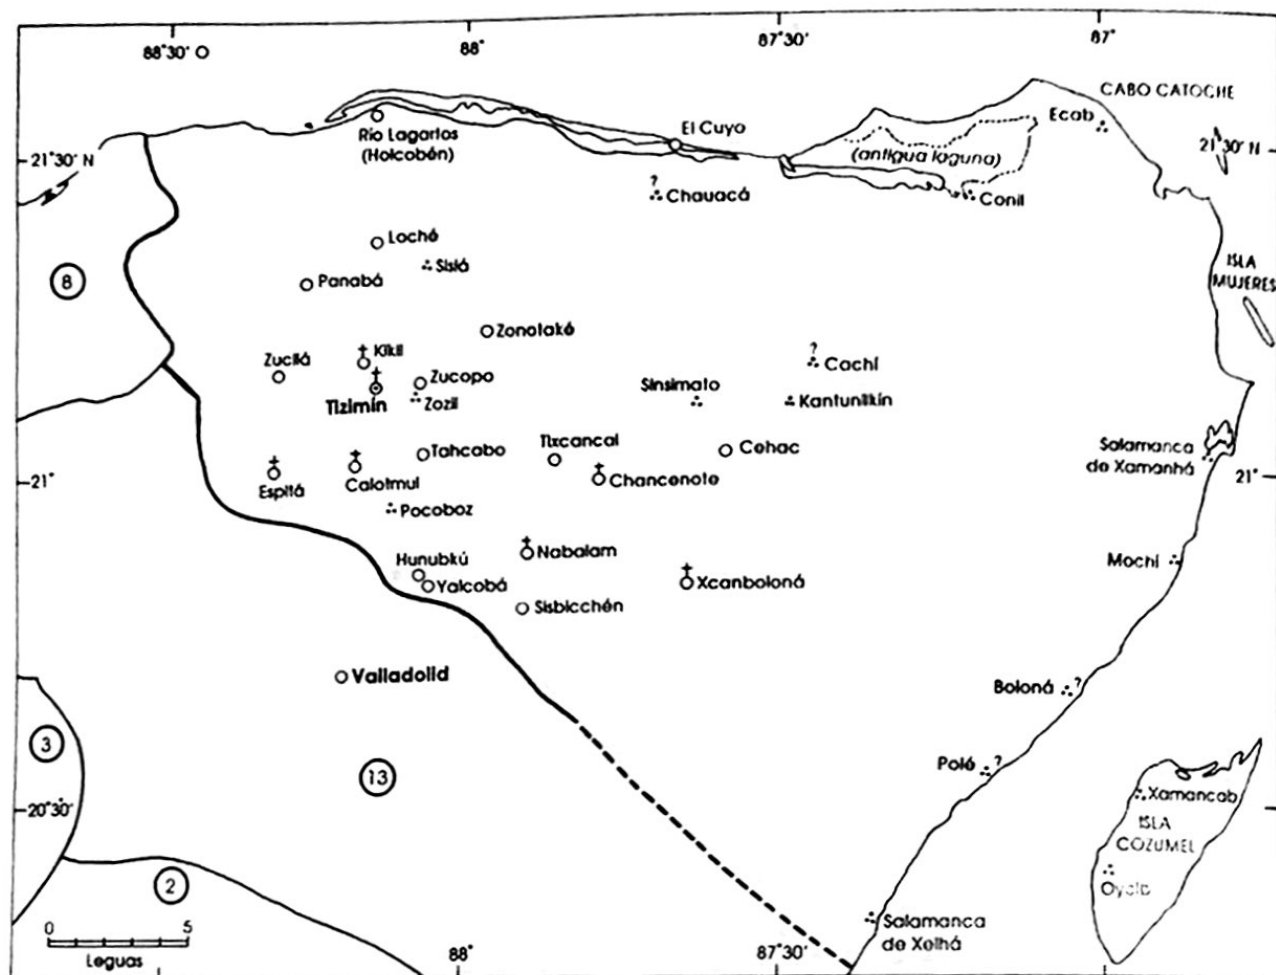 88°30'
88°
87°30'
87°
CABO CATOCHE
Ecab
21°30' N
Río Lagartos
(Holcobén)
El Cuyo
(antigua laguna)
21°30' N
?
Chauacá
Conil
Loché
Sisiá
ISLA
MUJERES
8
Panabá
Zonotaké
Zucilá
Kikil
?
Cachí
Zucopo
Tizimín
Zozil
Sinsimato
Kantunilkín
Tahcabo
Tixcancal
Cehac
Salamanca
de Xamanhá
21°
Espitá
Calotmul
Chancenote
21°
Pocoboz
Hunubkú
Nabalam
Mochí
Yalcobá
Xcanboloná
Sisbicchén
Valladolid
Boloná
?
3
13
Polé
?
20°30'
Xamancab
ISLA
COZUMEL
2
0 5
Leguas
Salamanca
de Xelhá
88°
87°30'